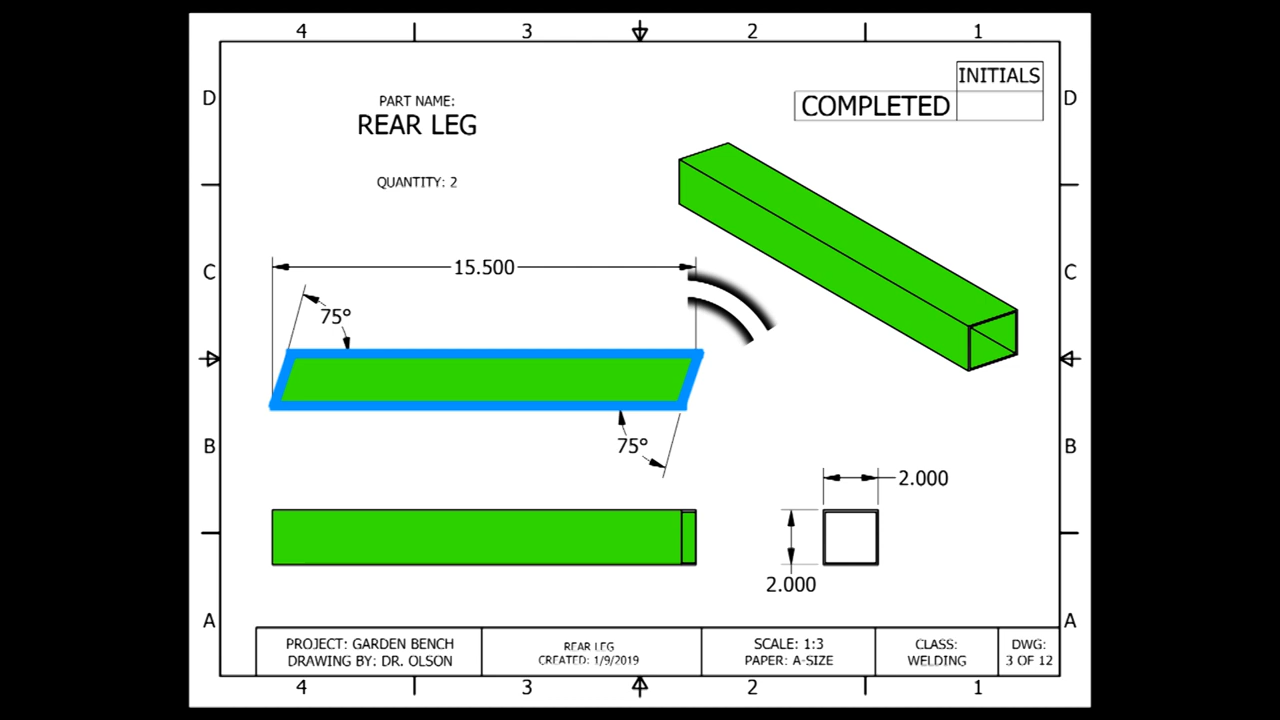 4 3 2 1
INITIALS
D PART NAME: COMPLETED D
REAR LEG
QUANTITY: 2
C 15.500 C
75°
B 75° B
2.000
2.000
A A
PROJECT: GARDEN BENCH REAR LEG SCALE: 1:3 CLASS: DWG:
DRAWING BY: DR. OLSON CREATED: 1/9/2019 PAPER: A-SIZE WELDING 3 OF 12
4 3 2 1